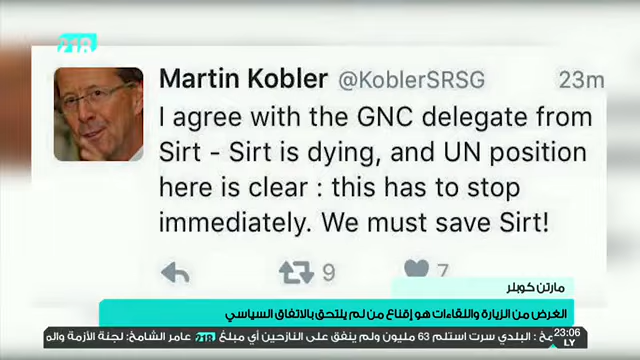 218
Martin Kobler @KoblerSRSG 23m
I agree with the GNC delegate from
Sirt - Sirt is dying, and UN position
here is clear : this has to stop
immediately. We must save Sirt!
9 7
مارتن كوبلر
الغرض من الزيارة واللقاءات هو إقناع من لم يلتحق بالاتفاق السياسي
خ: البلدي سرت استلم 63 مليون ولم ينفق على النازحين أي مبلغ 218 عامر الشامخ: لجنة الأزمة والم
23:06
LY